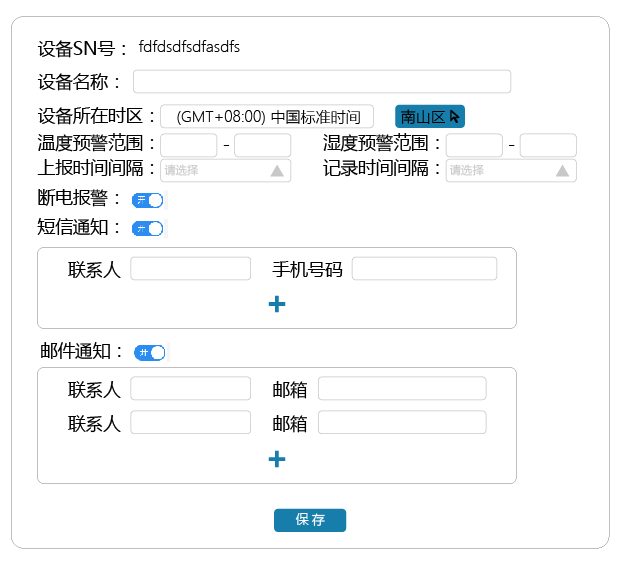 设备SN号： fdfdsdfsdfasdfs
设备名称：
设备所在时区： (GMT+08:00) 中国标准时间 南山区
温度预警范围： - 湿度预警范围： -
上报时间间隔： 请选择 记录时间间隔： 请选择
断电报警： 开
短信通知： 开
联系人 手机号码
+
邮件通知： 开
联系人 邮箱
联系人 邮箱
+
保存